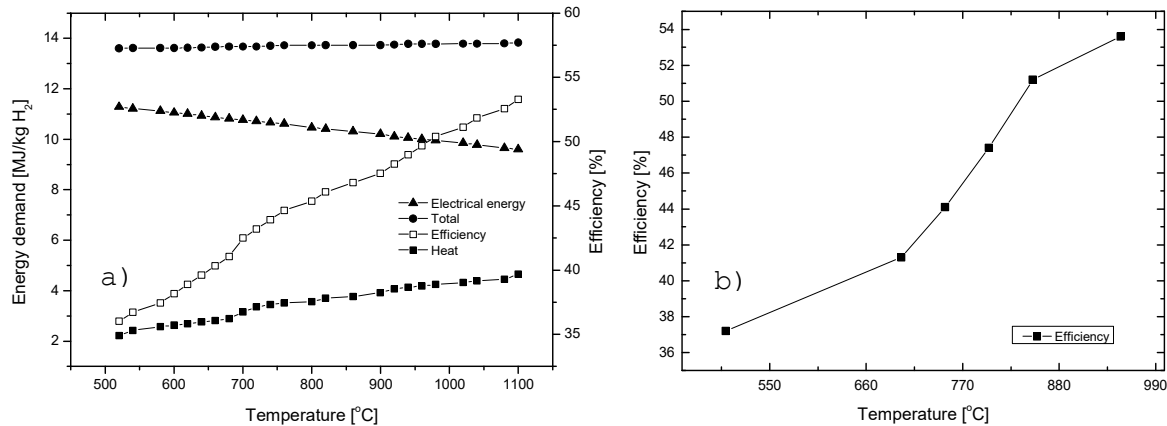 14
12
10
8
6
4
2
Energy demand [MJ/kg H2]
60
55
50
45
40
35
Efficiency [%]
Electrical energy
Total
Efficiency
Heat
a)
500 600 700 800 900 1000 1100
Temperature [oC]
54
52
50
48
46
44
42
40
38
36
Efficiency [%]
b)
Efficiency
550 660 770 880 990
Temperature [oC]